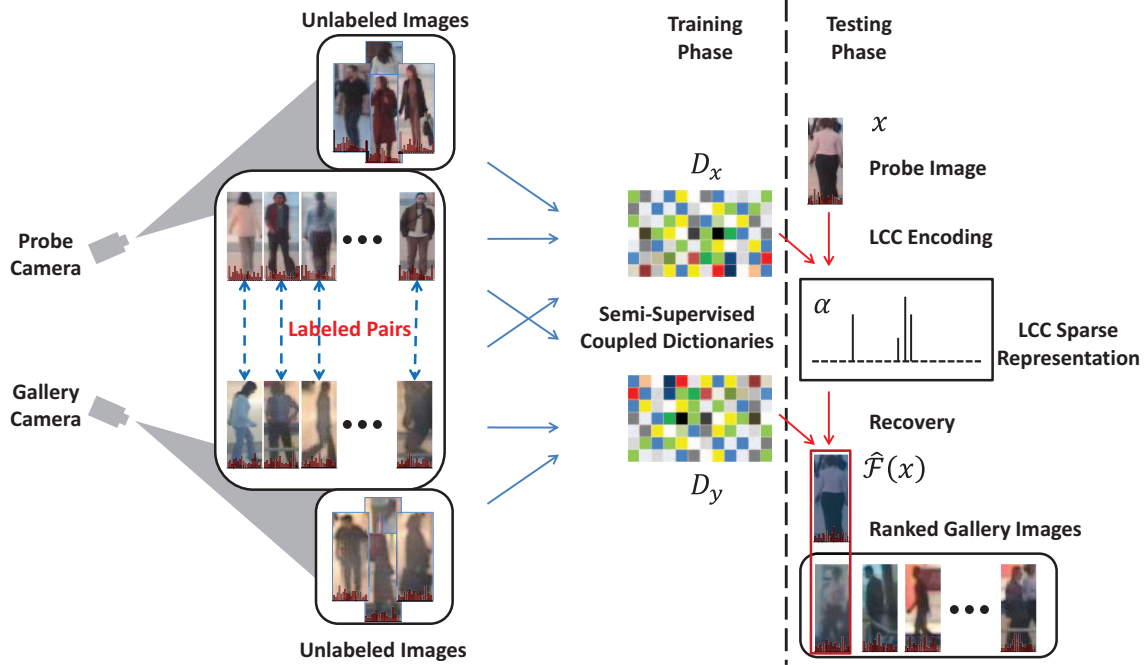 Unlabeled Images
Training
Phase
Testing
Phase
x
Probe Image
D_x
LCC Encoding
Probe
Camera
Labeled Pairs
Semi-Supervised
Coupled Dictionaries
α
LCC Sparse
Representation
Gallery
Camera
Recovery
D_y
F̂(x)
Ranked Gallery Images
Unlabeled Images